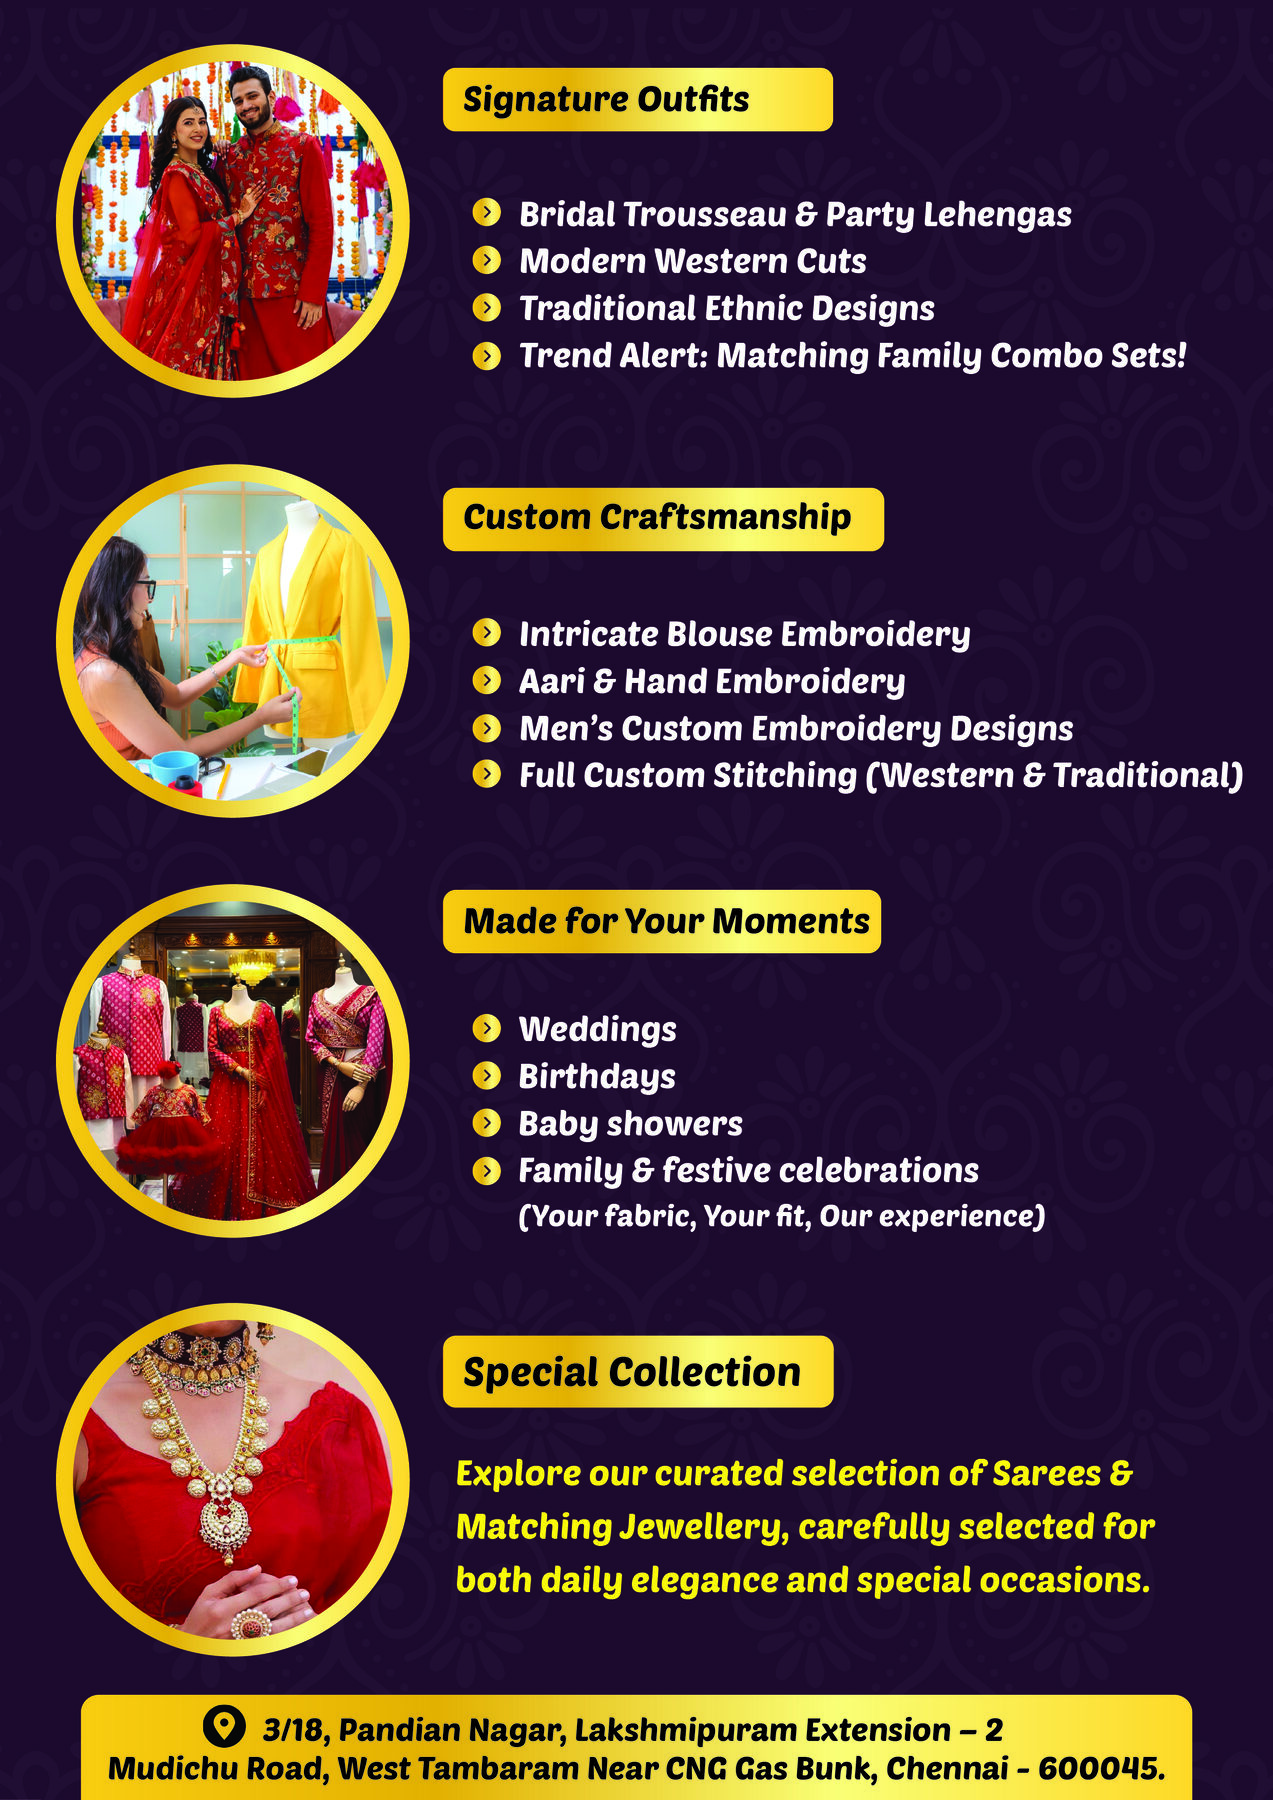 Signature Outfits
Bridal Trousseau & Party Lehengas
Modern Western Cuts
Traditional Ethnic Designs
Trend Alert: Matching Family Combo Sets!
Custom Craftsmanship
Intricate Blouse Embroidery
Aari & Hand Embroidery
Men’s Custom Embroidery Designs
Full Custom Stitching (Western & Traditional)
Made for Your Moments
Weddings
Birthdays
Baby showers
Family & festive celebrations
(Your fabric, Your fit, Our experience)
Special Collection
Explore our curated selection of Sarees &
Matching Jewellery, carefully selected for
both daily elegance and special occasions.
3/18, Pandian Nagar, Lakshmipuram Extension – 2
Mudichu Road, West Tambaram Near CNG Gas Bunk, Chennai - 600045.